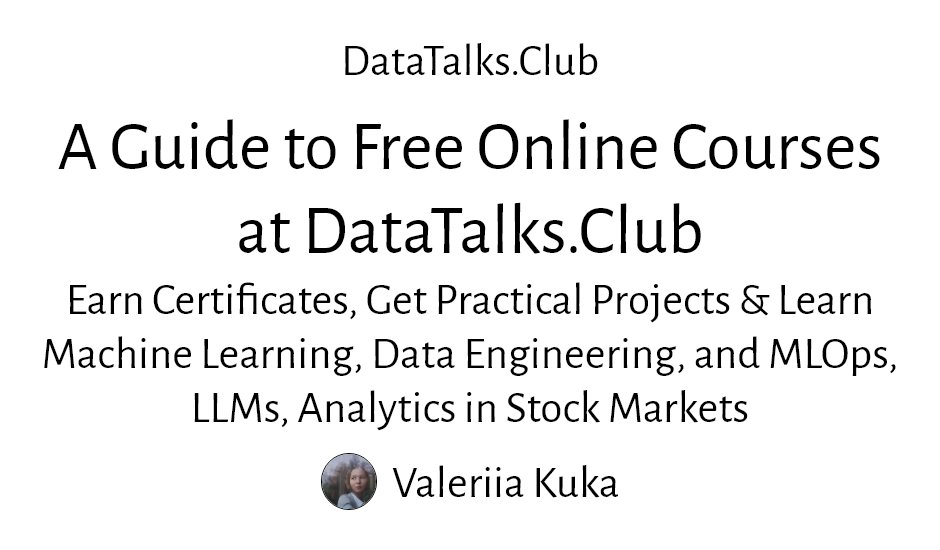 DataTalks.Club
A Guide to Free Online Courses
at DataTalks.Club
Earn Certificates, Get Practical Projects & Learn
Machine Learning, Data Engineering, and MLOps,
LLMs, Analytics in Stock Markets
Valeriia Kuka